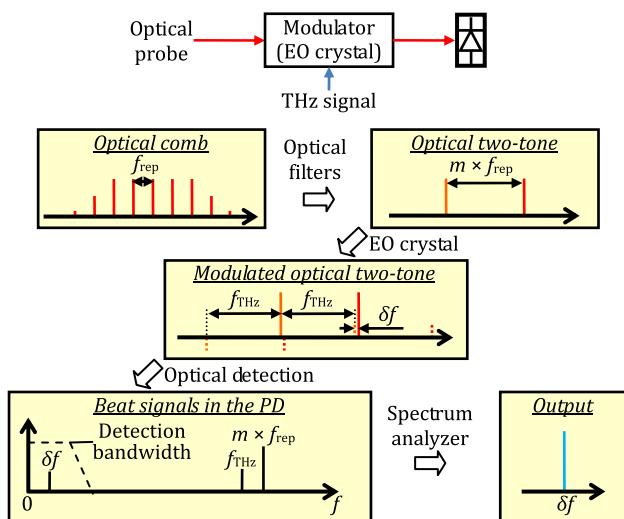 Optical
probe
Modulator
(EO crystal)
THz signal
Optical comb
f_rep
Optical
filters
Optical two-tone
m × f_rep
EO crystal
Modulated optical two-tone
f_THz f_THz
δf
Optical detection
Beat signals in the PD
Detection
bandwidth
δf
m × f_rep
f_THz
0
f
Spectrum
analyzer
Output
δf